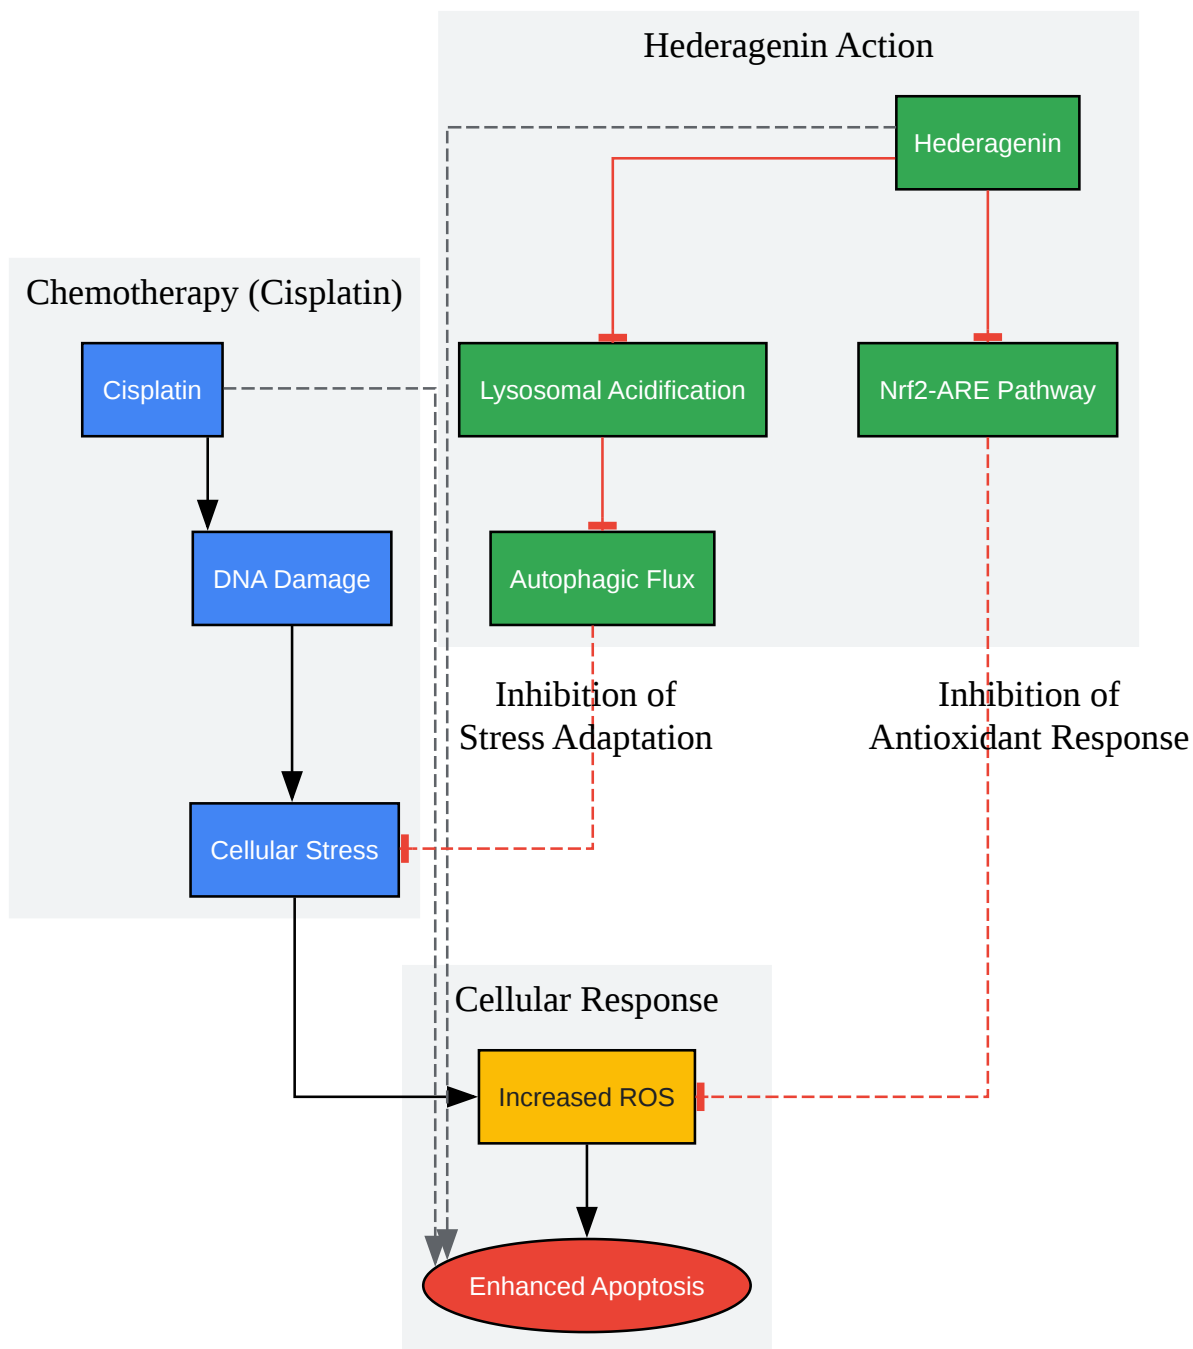 Hederagenin Action
Hederagenin
Chemotherapy (Cisplatin)
Cisplatin
Lysosomal Acidification
Nrf2-ARE Pathway
DNA Damage
Autophagic Flux
Inhibition of
Stress Adaptation
Inhibition of
Antioxidant Response
Cellular Stress
Cellular Response
Increased ROS
Enhanced Apoptosis